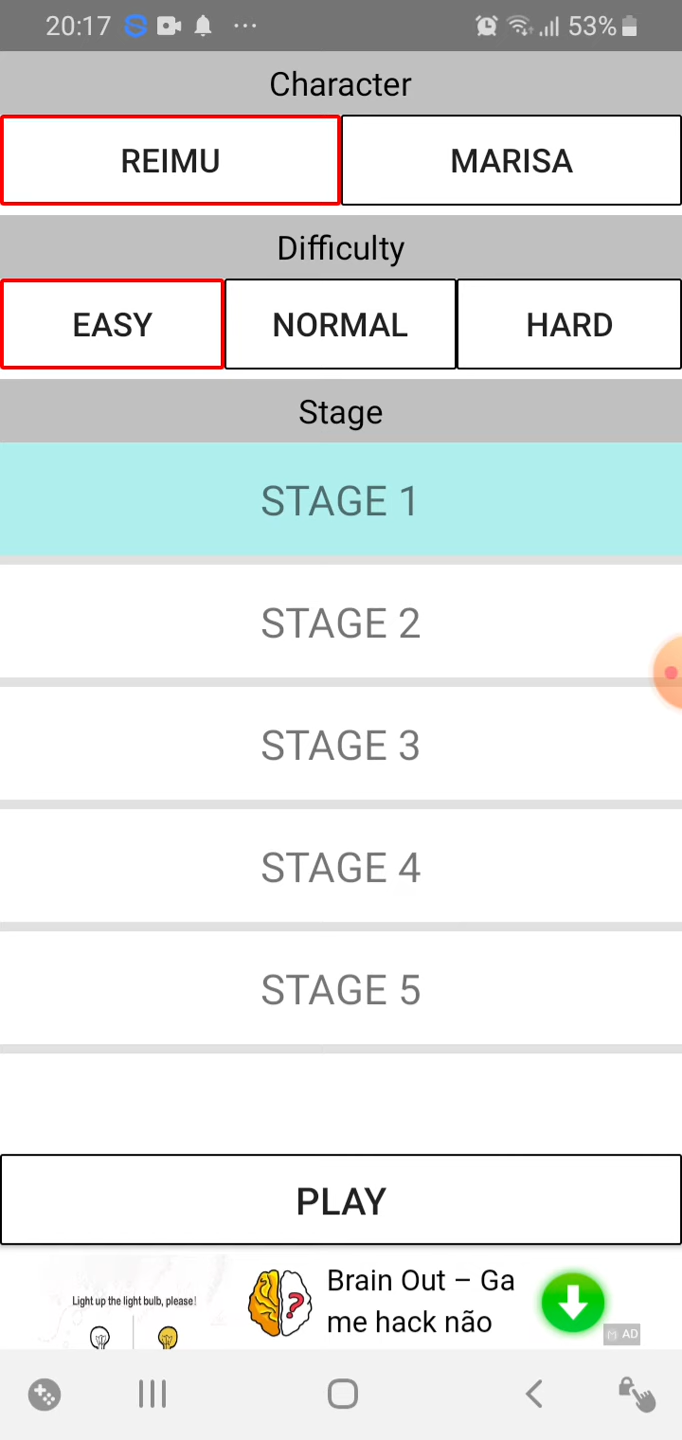 20:17 53%
Character
REIMU MARISA
Difficulty
EASY NORMAL HARD
Stage
STAGE 1
STAGE 2
STAGE 3
STAGE 4
STAGE 5
PLAY
Light up the light bulb, please!
Brain Out – Ga
me hack não
AD